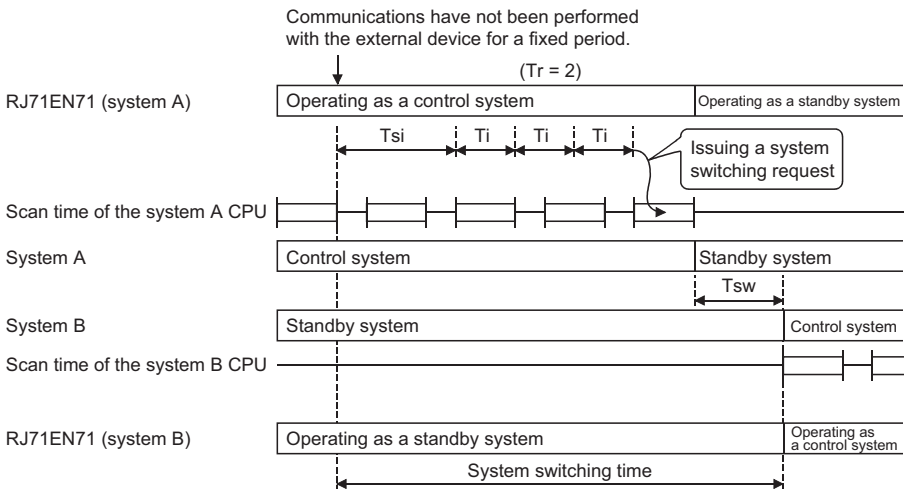 Communications have not been performed
with the external device for a fixed period.
(Tr = 2)
RJ71EN71 (system A)
Operating as a control system
Operating as a standby system
Tsi
Ti
Ti
Ti
Issuing a system
switching request
Scan time of the system A CPU
System A
Control system
Standby system
Tsw
System B
Standby system
Control system
Scan time of the system B CPU
RJ71EN71 (system B)
Operating as a standby system
Operating as
a control system
System switching time